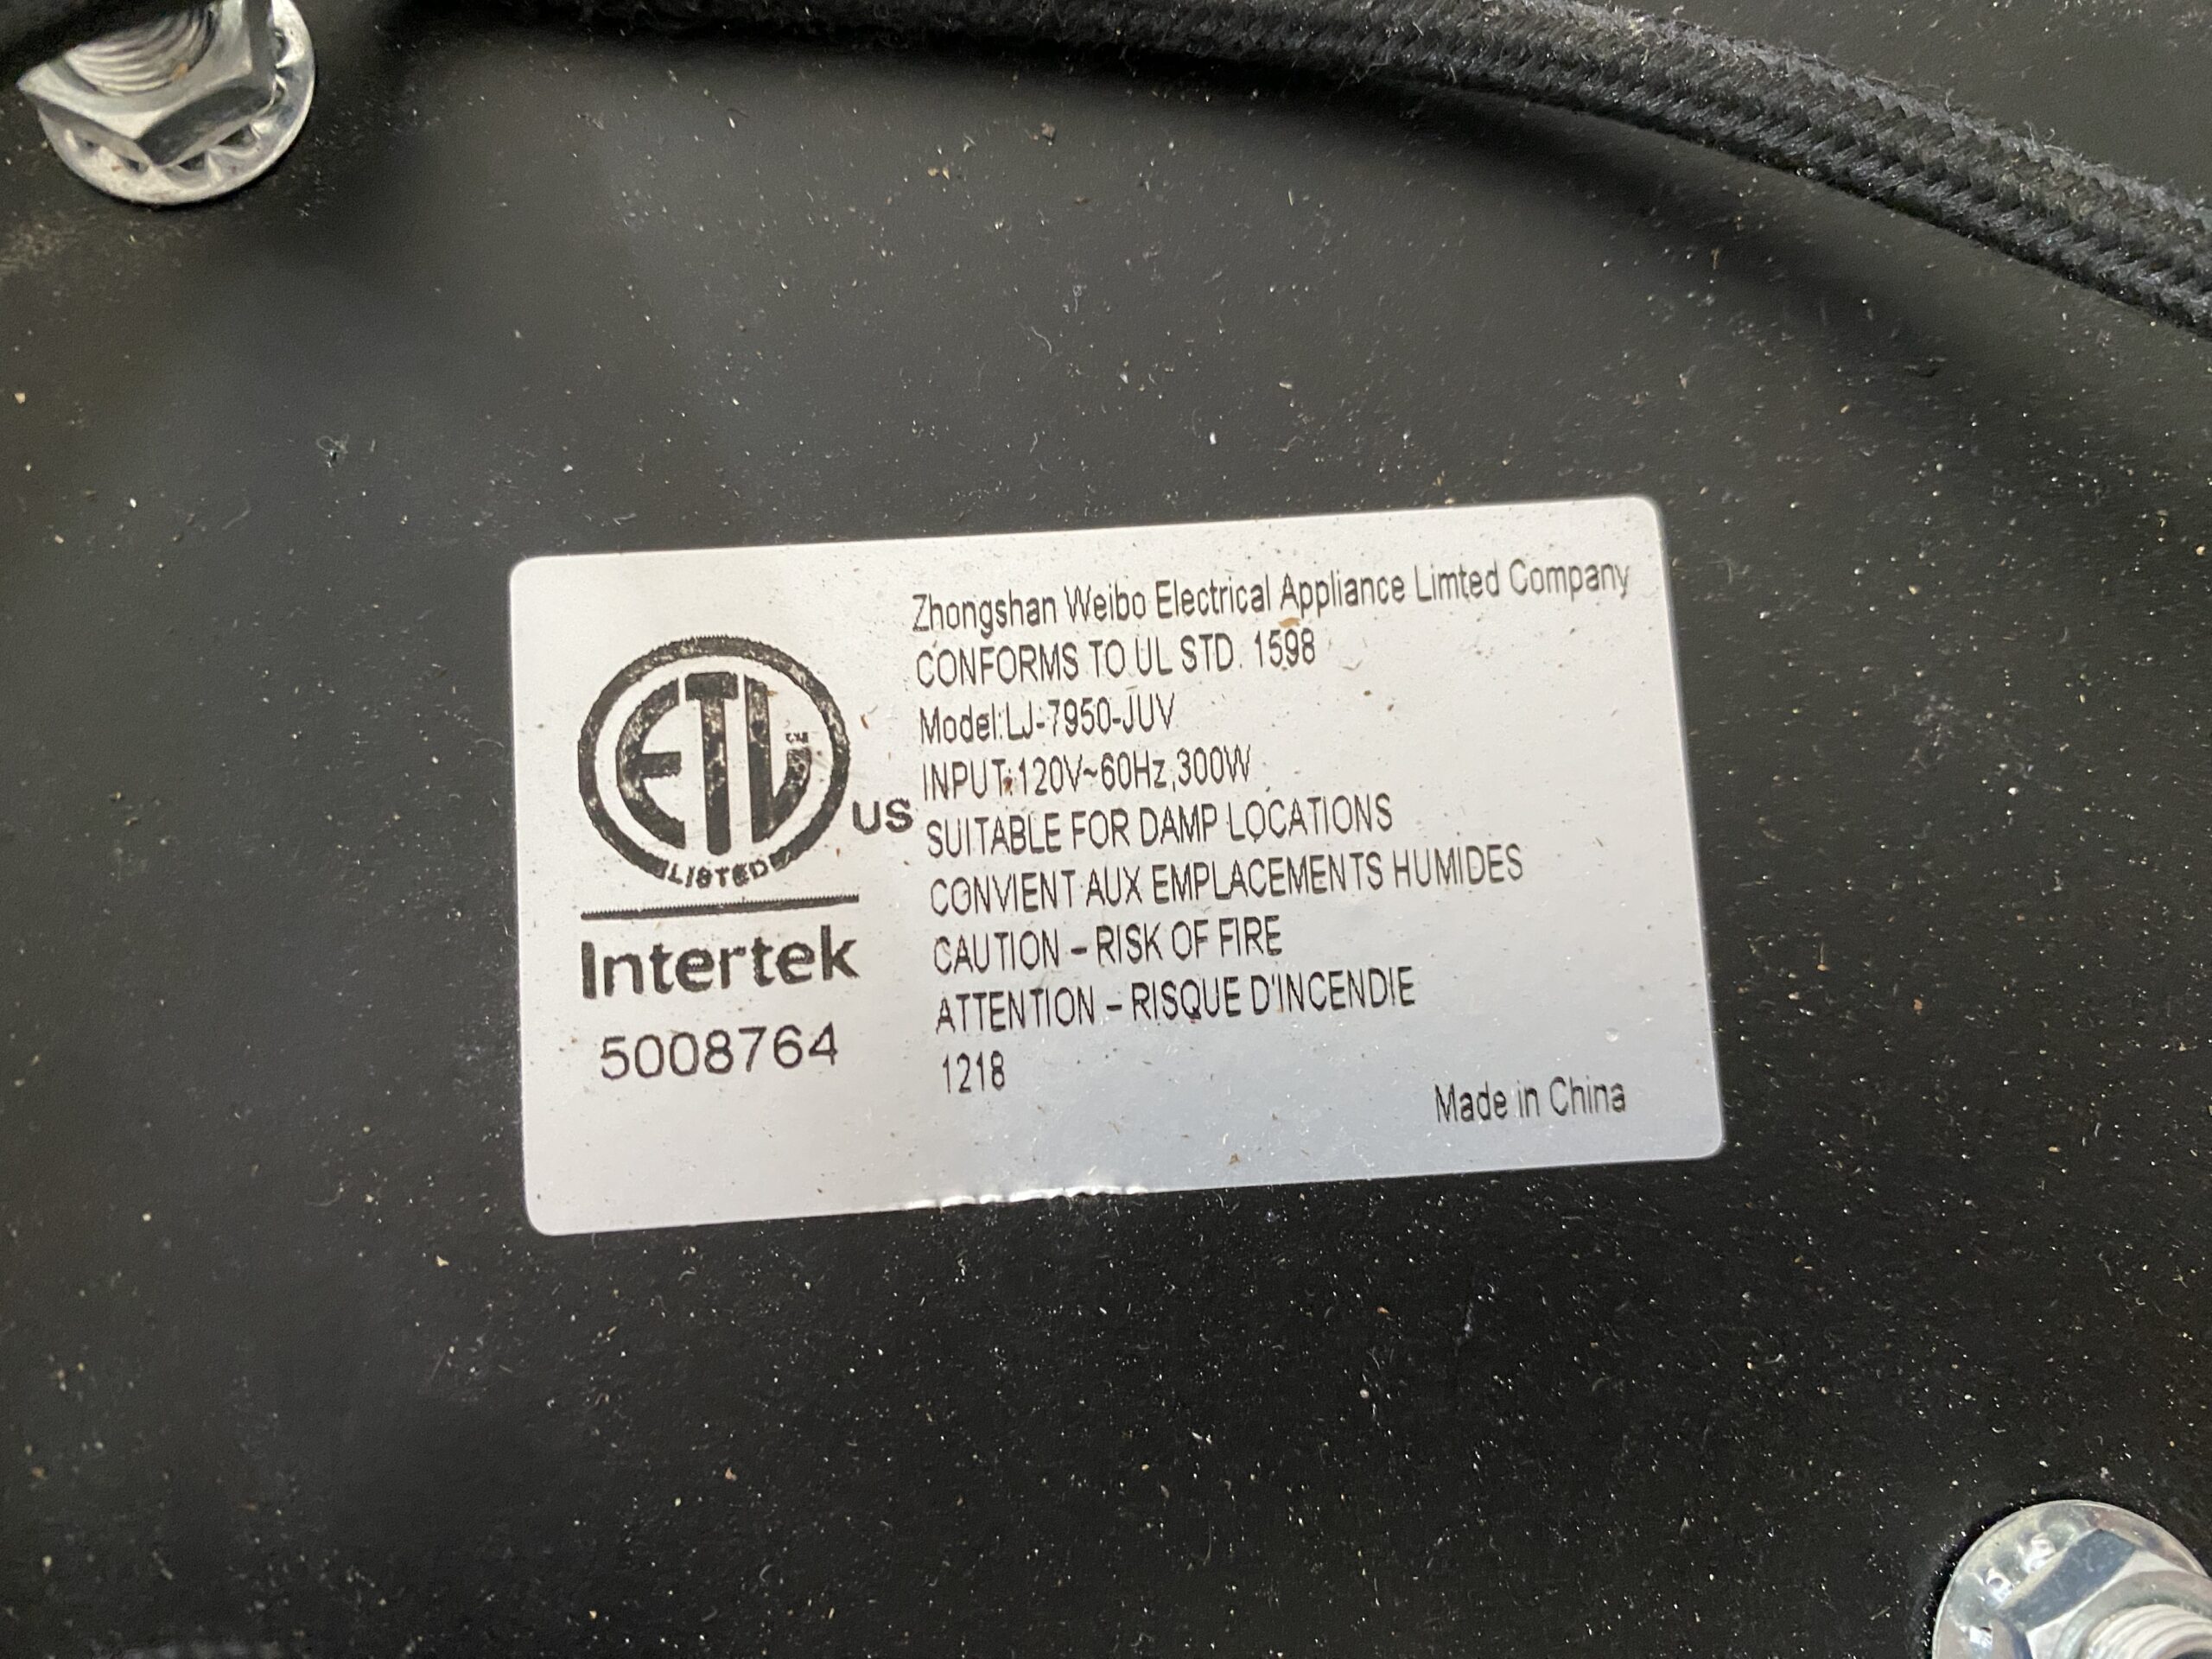 Zhongshan Weibo Electrical Appliance Limted Company
CONFORMS TO UL STD. 1598
Model:LJ-7950-JUV
INPUT:120V~60Hz,300W
SUITABLE FOR DAMP LOCATIONS
CONVIENT AUX EMPLACEMENTS HUMIDES
CAUTION – RISK OF FIRE
ATTENTION – RISQUE D'INCENDIE
1218
Made in China
ETL
US
LISTED
Intertek
5008764